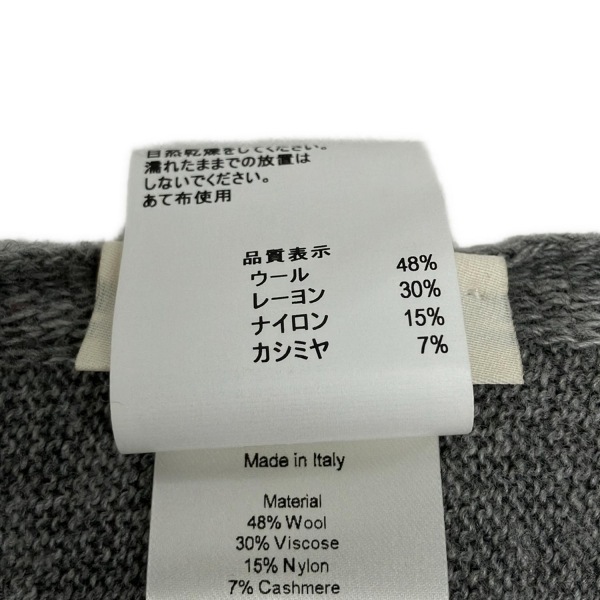 自然乾燥をしてください。
濡れたままでの放置は
しないでください。
あて布使用
品質表示
ウール 48%
レーヨン 30%
ナイロン 15%
カシミヤ 7%
Made in Italy
Material
48% Wool
30% Viscose
15% Nylon
7% Cashmere